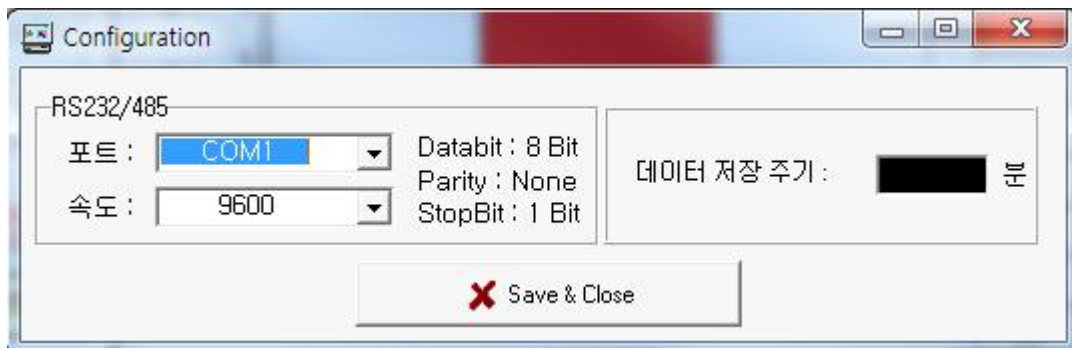 Configuration
RS232/485
포트 : COM1
속도 : 9600
Databit : 8 Bit
Parity : None
StopBit : 1 Bit
데이터 저장 주기 : 분
Save & Close